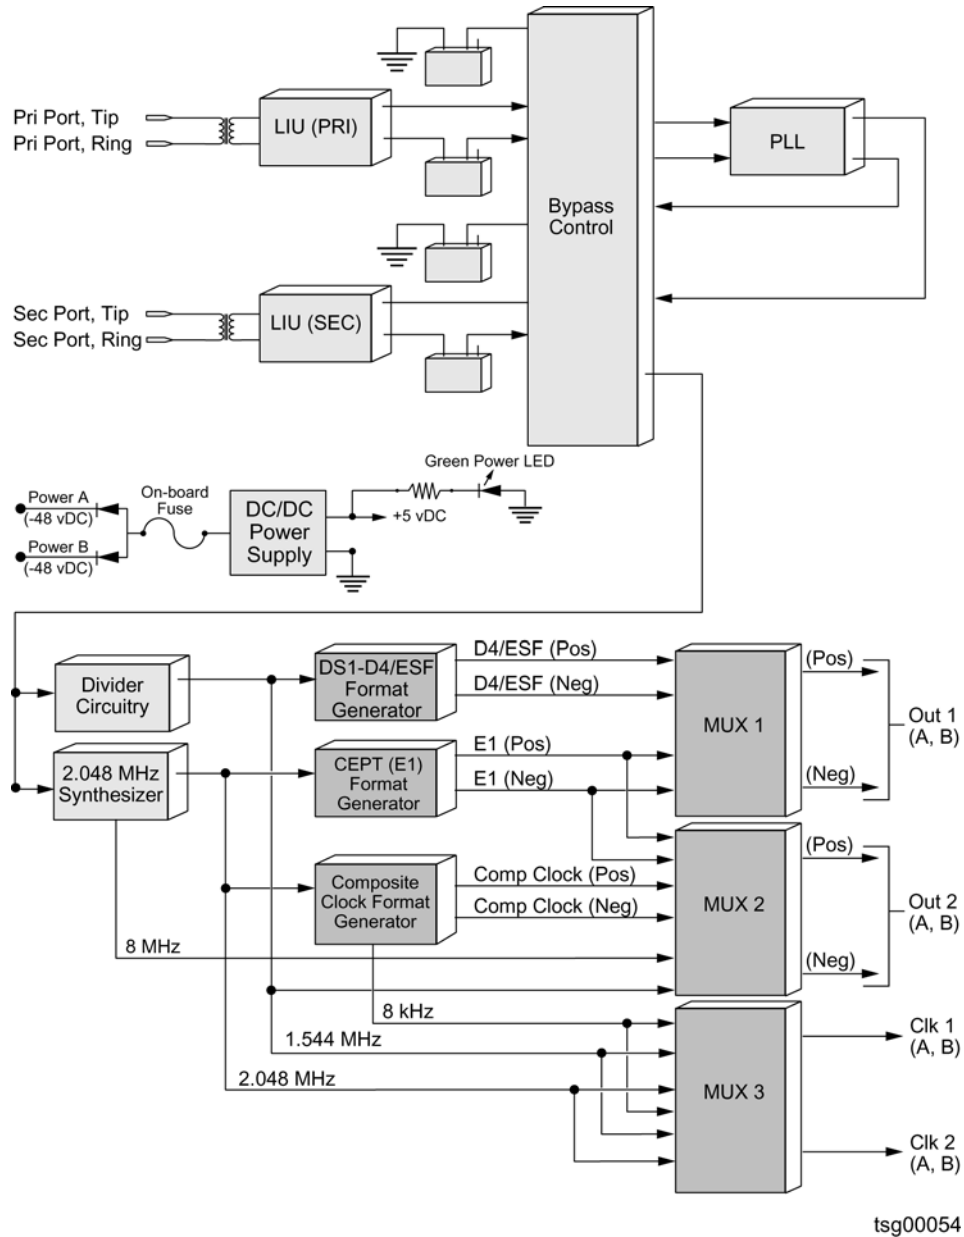 Pri Port, Tip
Pri Port, Ring
LIU (PRI)
PLL
Bypass
Control
Sec Port, Tip
Sec Port, Ring
LIU (SEC)
Green Power LED
Power A
(-48 vDC)
On-board
Fuse
DC/DC
Power
Supply
+5 vDC
Power B
(-48 vDC)
Divider
Circuitry
DS1-D4/ESF
Format
Generator
D4/ESF (Pos)
D4/ESF (Neg)
MUX 1
(Pos)
(Neg)
Out 1
(A, B)
2.048 MHz
Synthesizer
CEPT (E1)
Format
Generator
E1 (Pos)
E1 (Neg)
Composite
Clock Format
Generator
Comp Clock (Pos)
Comp Clock (Neg)
MUX 2
(Pos)
(Neg)
Out 2
(A, B)
8 MHz
8 kHz
1.544 MHz
2.048 MHz
MUX 3
Clk 1
(A, B)
Clk 2
(A, B)
tsg00054